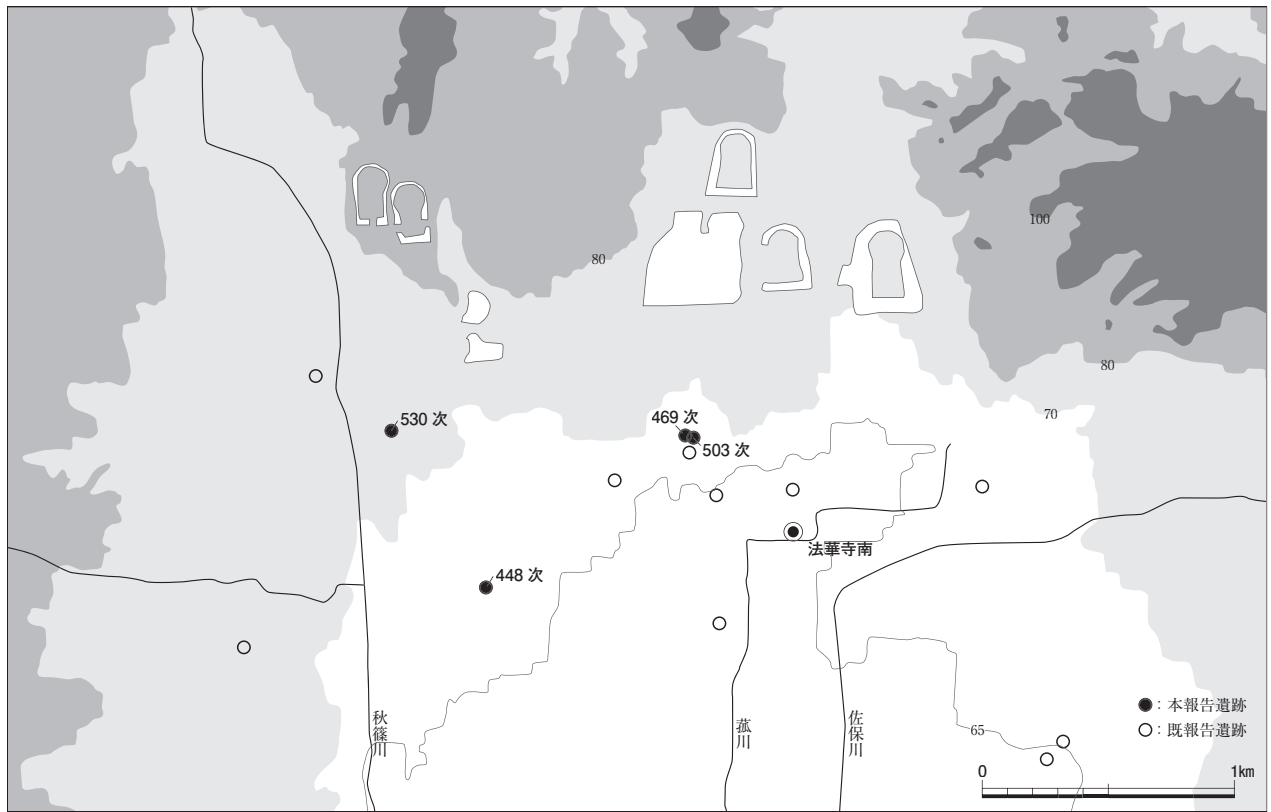 100
80
80
70
530 次
469 次
503 次
法華寺南
448 次
秋篠川
菰川
佐保川
65
●：本報告遺跡
○：既報告遺跡
0 1km